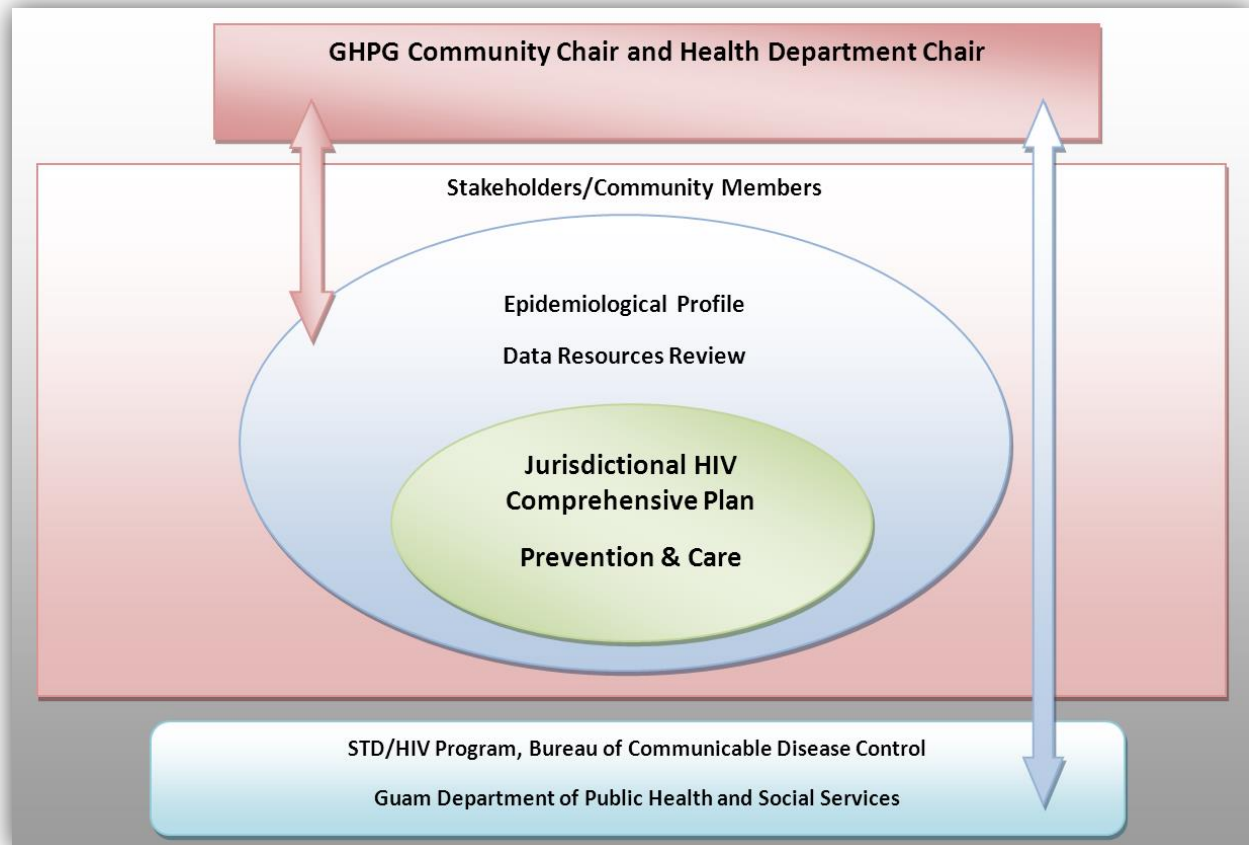 GHPG Community Chair and Health Department Chair
Stakeholders/Community Members
Epidemiological Profile
Data Resources Review
Jurisdictional HIV
Comprehensive Plan
Prevention & Care
STD/HIV Program, Bureau of Communicable Disease Control
Guam Department of Public Health and Social Services